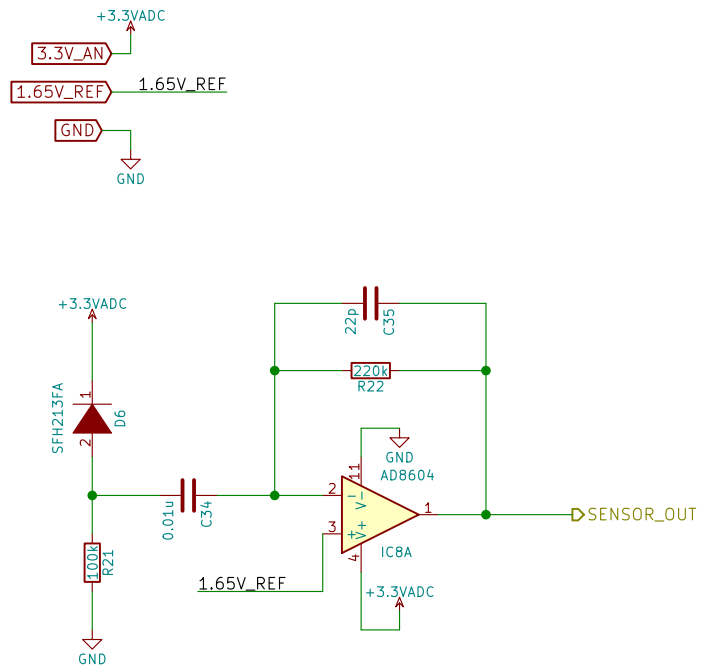 +3.3VADC
3.3V_AN
1.65V_REF
1.65V_REF
GND
GND
+3.3VADC
22p
C35
220k
R22
1
SFH213FA
D6
2
GND
11
AD8604
0.01u
C34
2
-
V-
1
SENSOR_OUT
3
+
V+
4
IC8A
100k
R21
1.65V_REF
+3.3VADC
GND